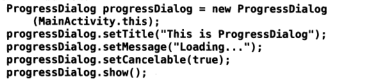 ProgressDialog progressDialog = new ProgressDialog
(MainActivity.this);
progressDialog.setTitle("This is ProgressDialog");
progressDialog.setMessage("Loading...");
progressDialog.setCancelable(true);
progressDialog.show();